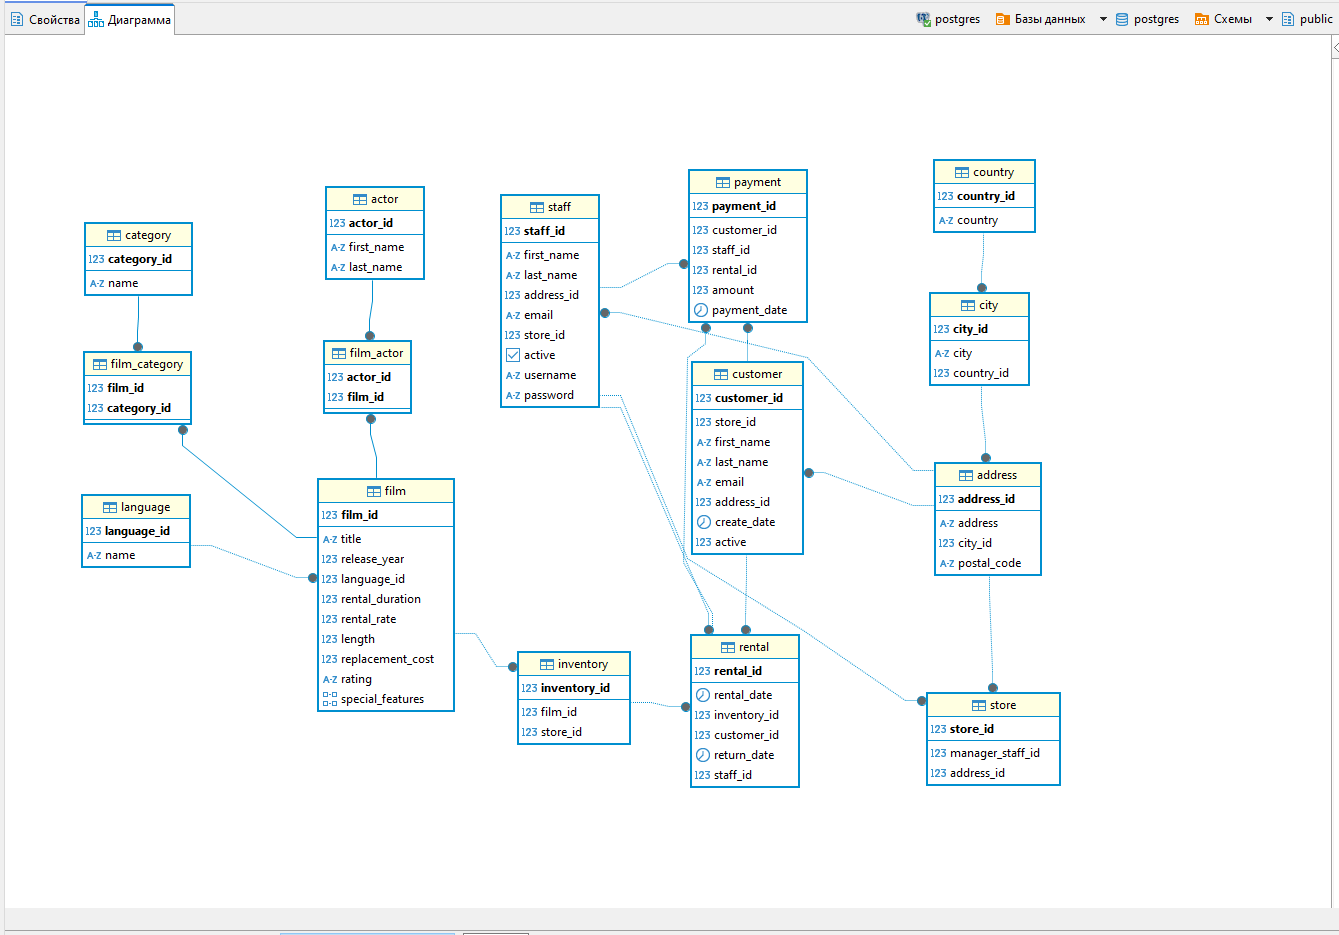 Свойства
Диаграмма
postgres
Базы данных
postgres
Схемы
public
category
123 category_id
A-Z name
film_category
123 film_id
123 category_id
language
123 language_id
A-Z name
actor
123 actor_id
A-Z first_name
A-Z last_name
film_actor
123 actor_id
123 film_id
film
123 film_id
A-Z title
123 release_year
123 language_id
123 rental_duration
123 rental_rate
123 length
123 replacement_cost
A-Z rating
special_features
staff
123 staff_id
A-Z first_name
A-Z last_name
123 address_id
A-Z email
123 store_id
active
A-Z username
A-Z password
inventory
123 inventory_id
123 film_id
123 store_id
payment
123 payment_id
123 customer_id
123 staff_id
123 rental_id
123 amount
payment_date
customer
123 customer_id
123 store_id
A-Z first_name
A-Z last_name
A-Z email
123 address_id
create_date
123 active
rental
123 rental_id
rental_date
123 inventory_id
123 customer_id
return_date
123 staff_id
country
123 country_id
A-Z country
city
123 city_id
A-Z city
123 country_id
address
123 address_id
A-Z address
123 city_id
A-Z postal_code
store
123 store_id
123 manager_staff_id
123 address_id